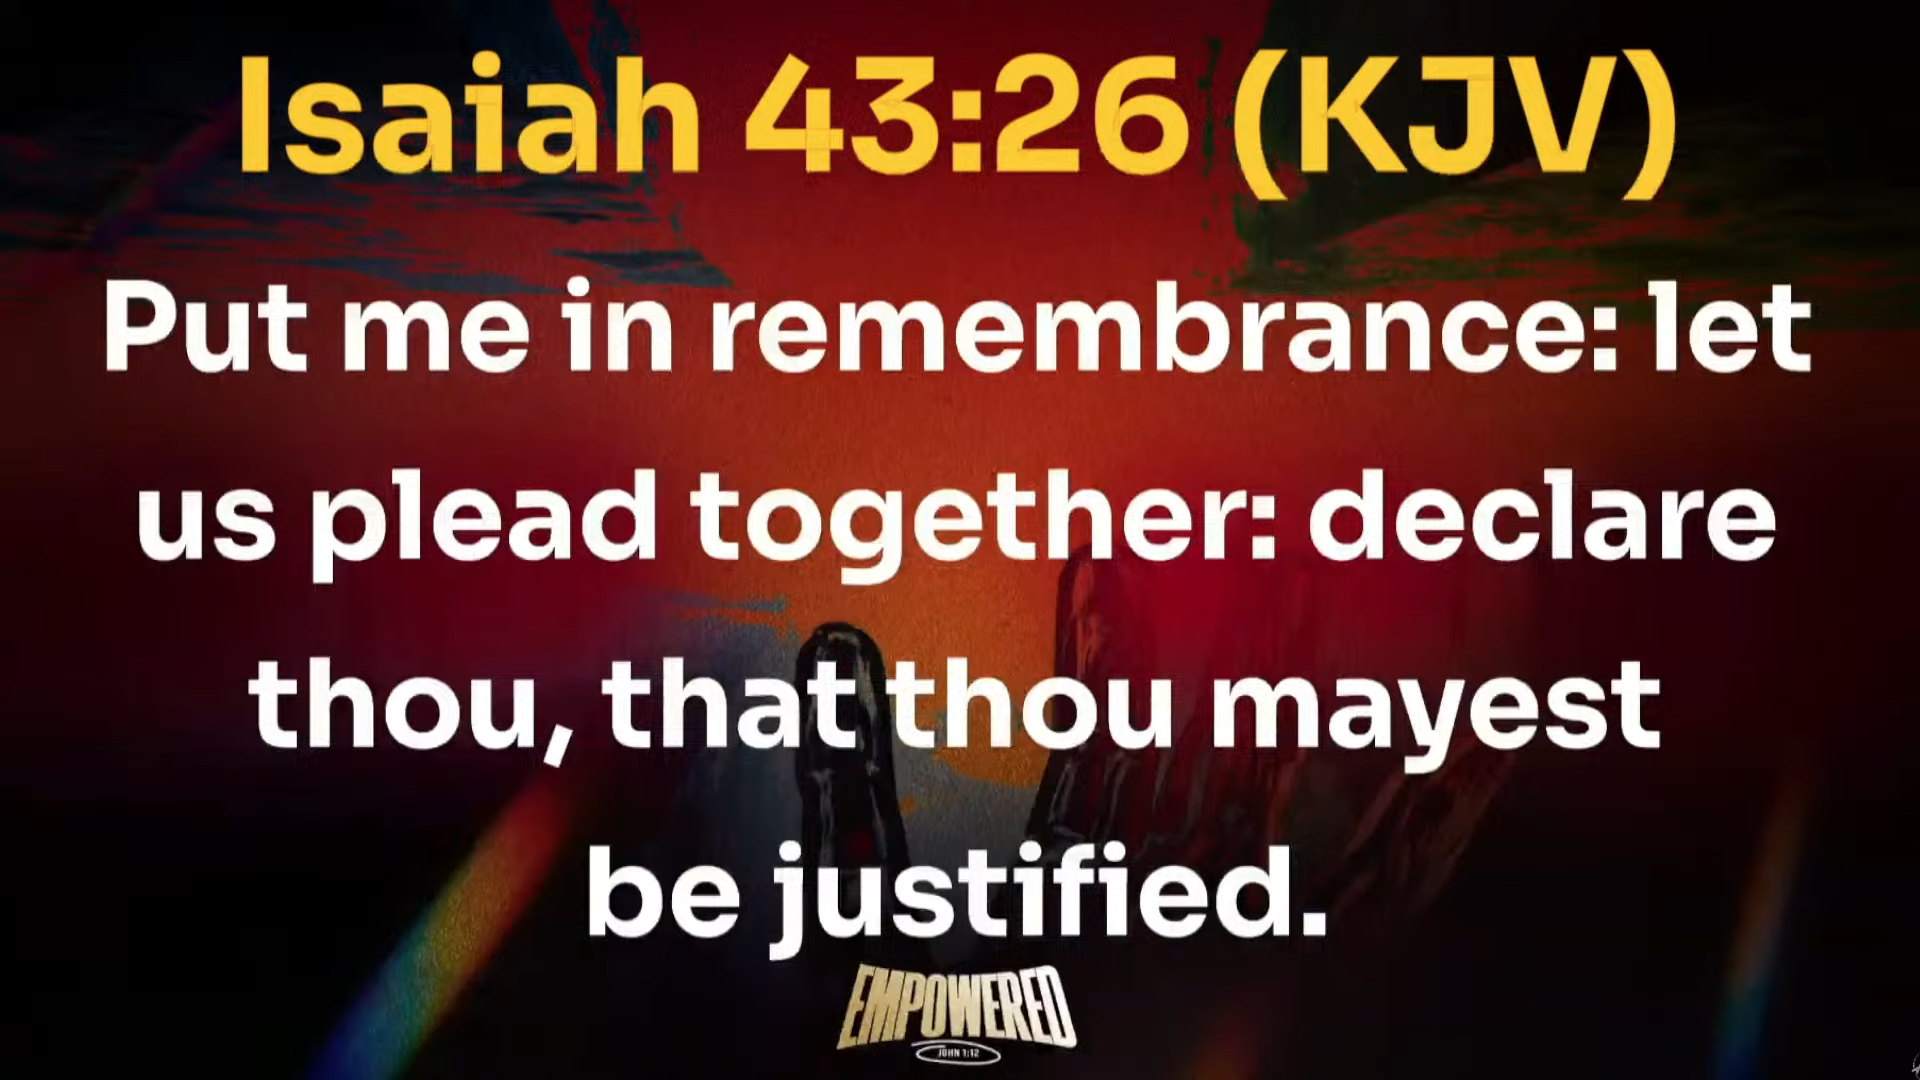 Isaiah 43:26 (KJV)
Put me in remembrance: let
us plead together: declare
thou, that thou mayest
be justified.
EMPOWERED
JOHN 1:12